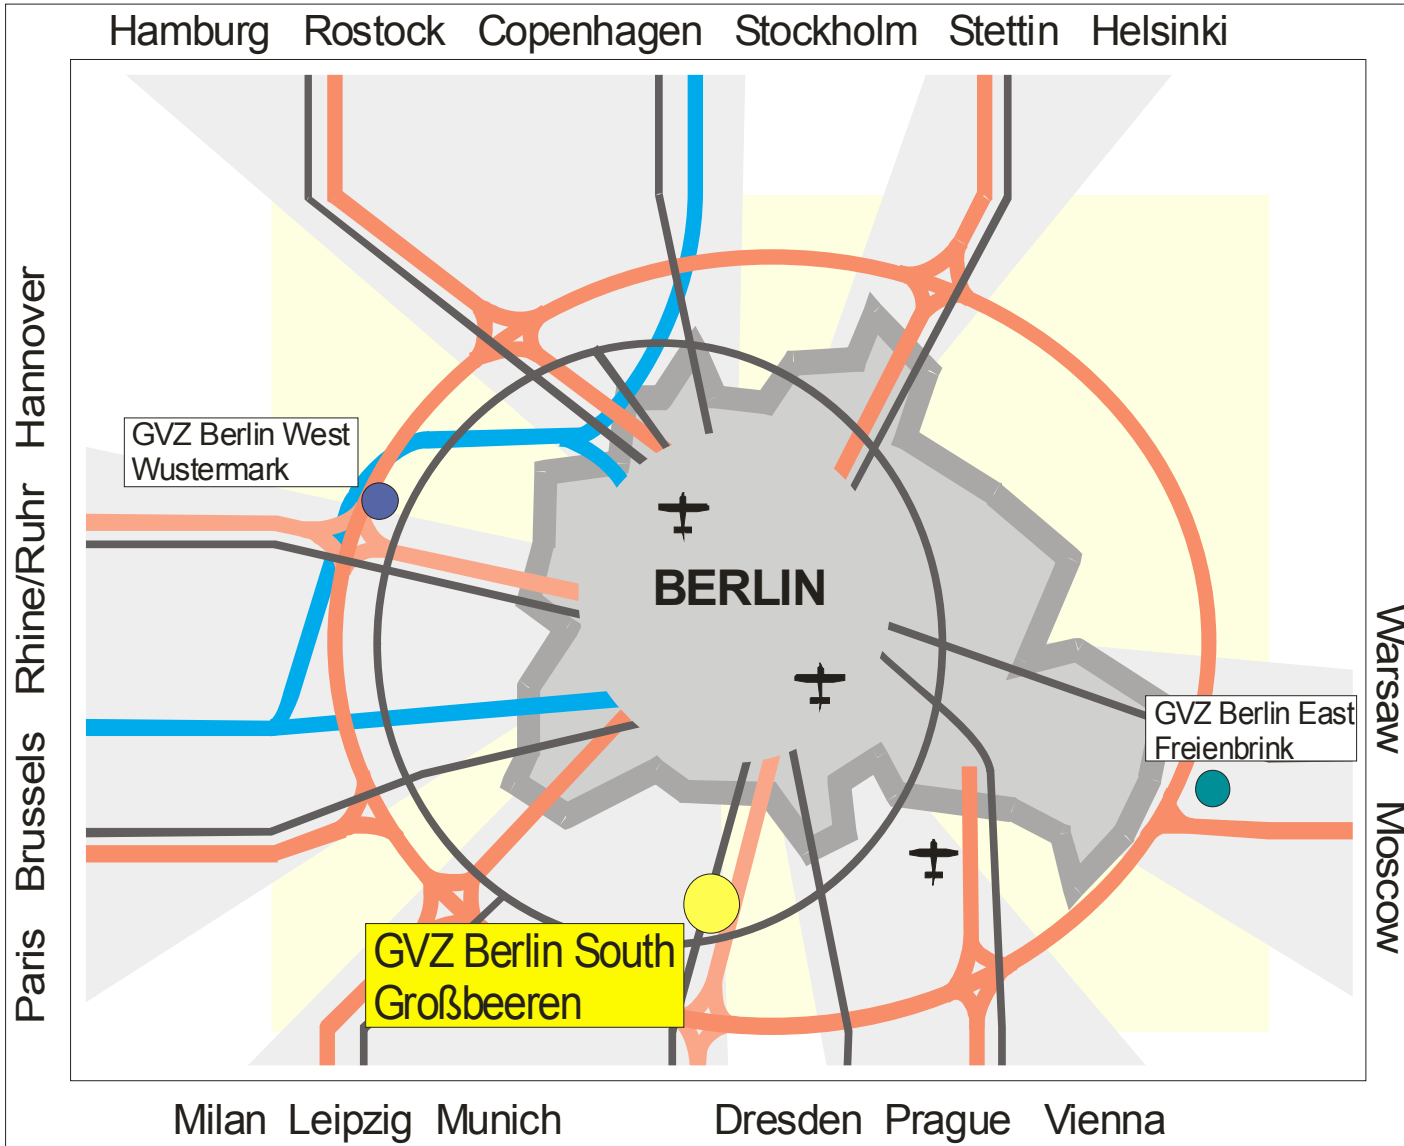 Hamburg Rostock Copenhagen Stockholm Stettin Helsinki
Paris Brussels Rhine/Ruhr Hannover
GVZ Berlin West
Wustermark
BERLIN
GVZ Berlin East
Freienbrink
Warsaw Moscow
GVZ Berlin South
Großbeeren
Milan Leipzig Munich Dresden Prague Vienna